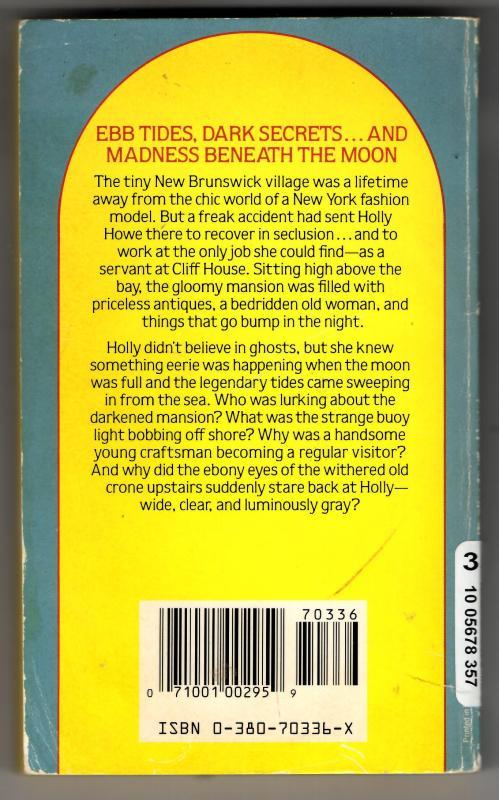 EBB TIDES, DARK SECRETS...AND
MADNESS BENEATH THE MOON
The tiny New Brunswick village was a lifetime
away from the chic world of a New York fashion
model. But a freak accident had sent Holly
Howe there to recover in seclusion...and to
work at the only job she could find—as a
servant at Cliff House. Sitting high above the
bay, the gloomy mansion was filled with
priceless antiques, a bedridden old woman, and
things that go bump in the night.
Holly didn't believe in ghosts, but she knew
something eerie was happening when the moon
was full and the legendary tides came sweeping
in from the sea. Who was lurking about the
darkened mansion? What was the strange buoy
light bobbing off shore? Why was a handsome
young craftsman becoming a regular visitor?
And why did the ebony eyes of the withered old
crone upstairs suddenly stare back at Holly—
wide, clear, and luminously gray?
70336
0 71001 00295 9
ISBN 0-380-70336-X
3
10 05678 357
Printed in